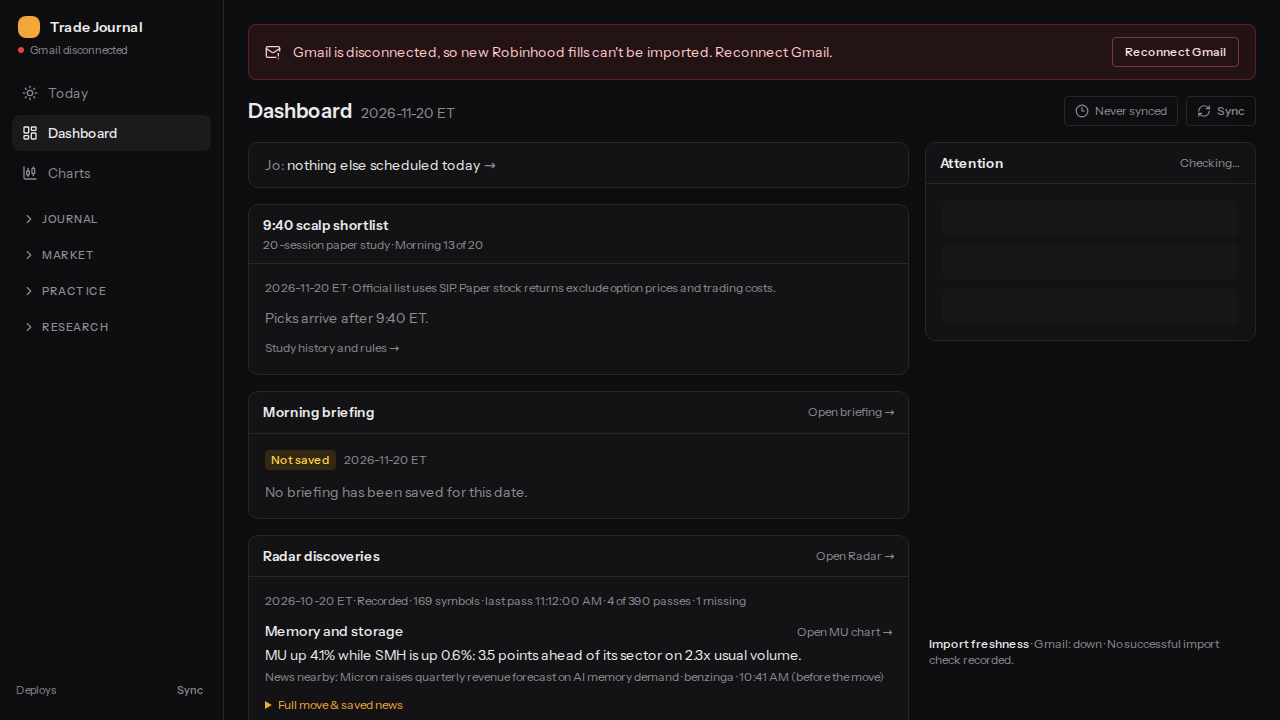 Trade Journal
Gmail disconnected
Today
Dashboard
Charts
JOURNAL
MARKET
PRACTICE
RESEARCH
Deploys
Sync
Gmail is disconnected, so new Robinhood fills can't be imported. Reconnect Gmail.
Reconnect Gmail
Dashboard 2026-11-20 ET
Never synced
Sync
Jo: nothing else scheduled today →
9:40 scalp shortlist
20-session paper study · Morning 13 of 20
2026-11-20 ET · Official list uses SIP. Paper stock returns exclude option prices and trading costs.
Picks arrive after 9:40 ET.
Study history and rules →
Morning briefing
Open briefing →
Not saved 2026-11-20 ET
No briefing has been saved for this date.
Radar discoveries
Open Radar →
2026-10-20 ET · Recorded · 169 symbols · last pass 11:12:00 AM · 4 of 390 passes · 1 missing
Memory and storage
Open MU chart →
MU up 4.1% while SMH is up 0.6%: 3.5 points ahead of its sector on 2.3x usual volume.
News nearby: Micron raises quarterly revenue forecast on AI memory demand · benzinga · 10:41 AM (before the move)
Full move & saved news
Attention
Checking…
Import freshness · Gmail: down · No successful import
check recorded.